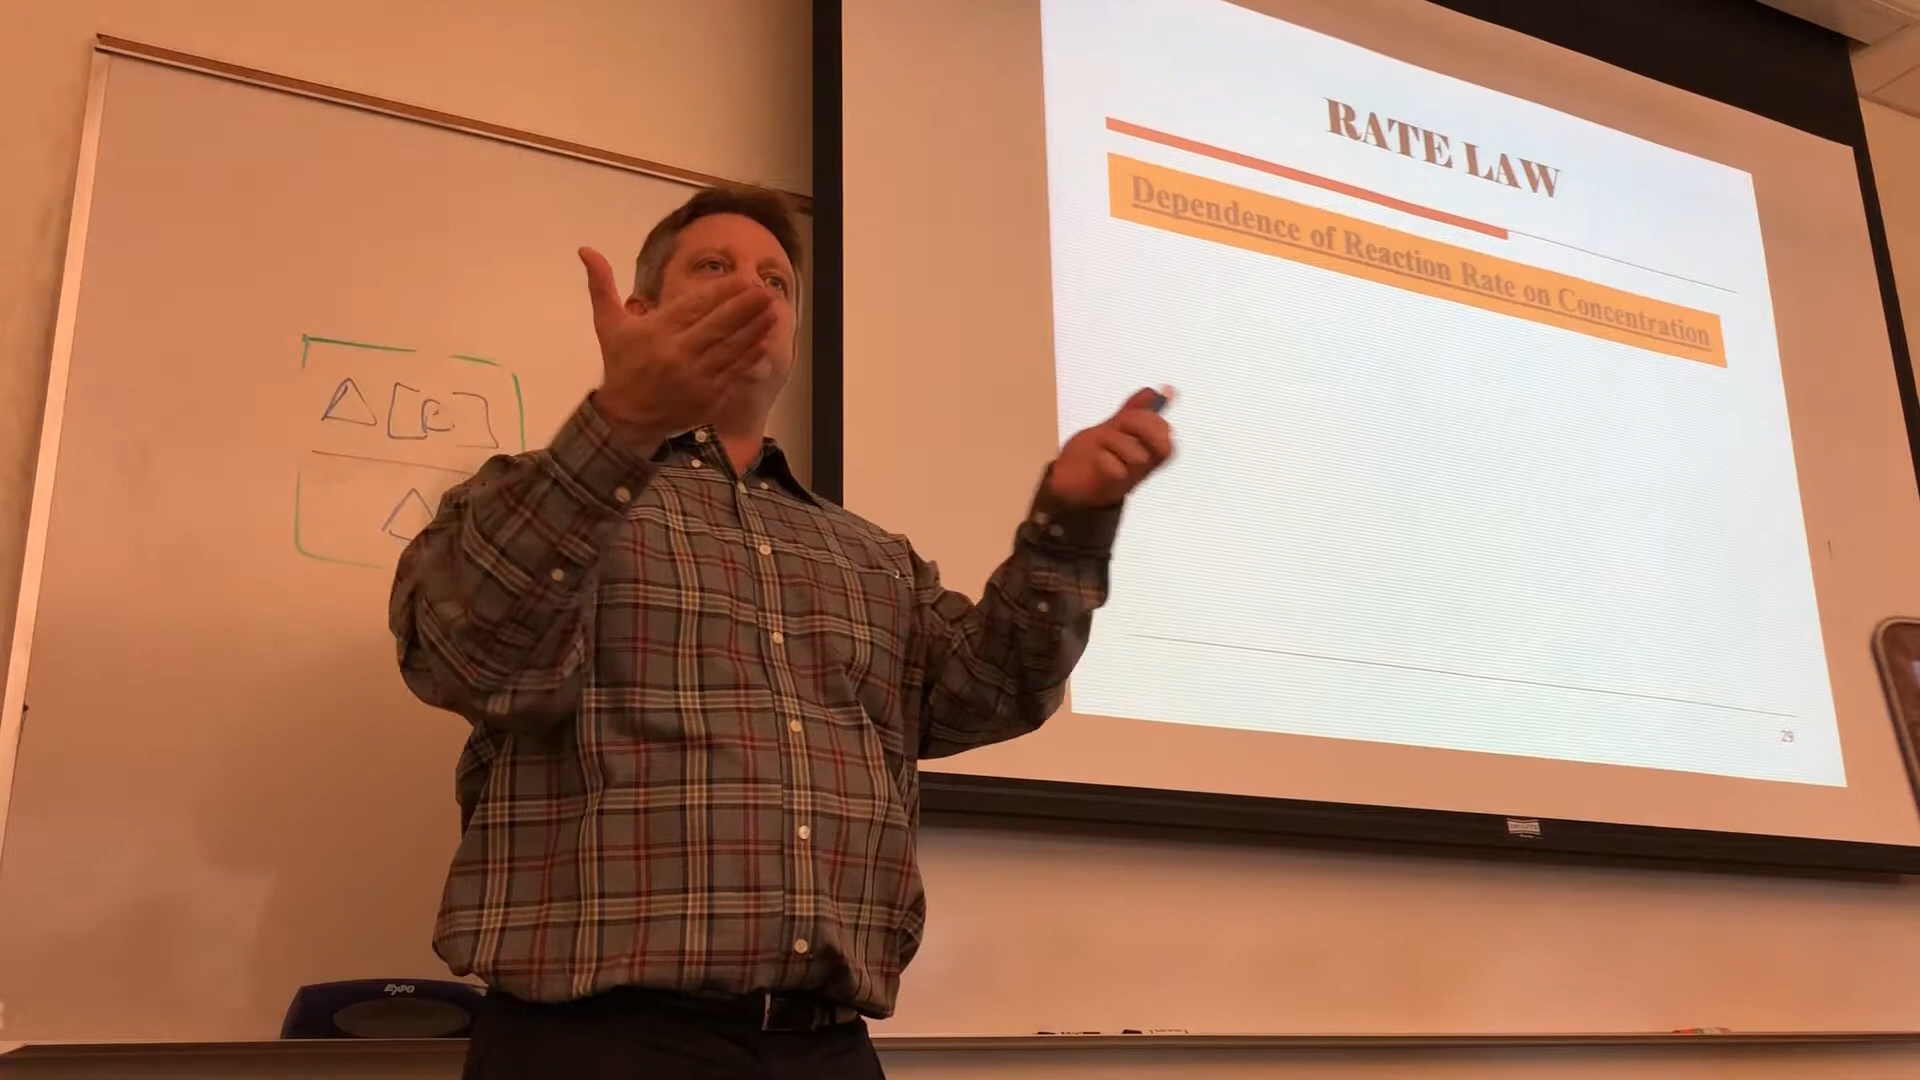 RATE LAW
Dependence of Reaction Rate on Concentration
Δ[R]
Δ
29
EXPO